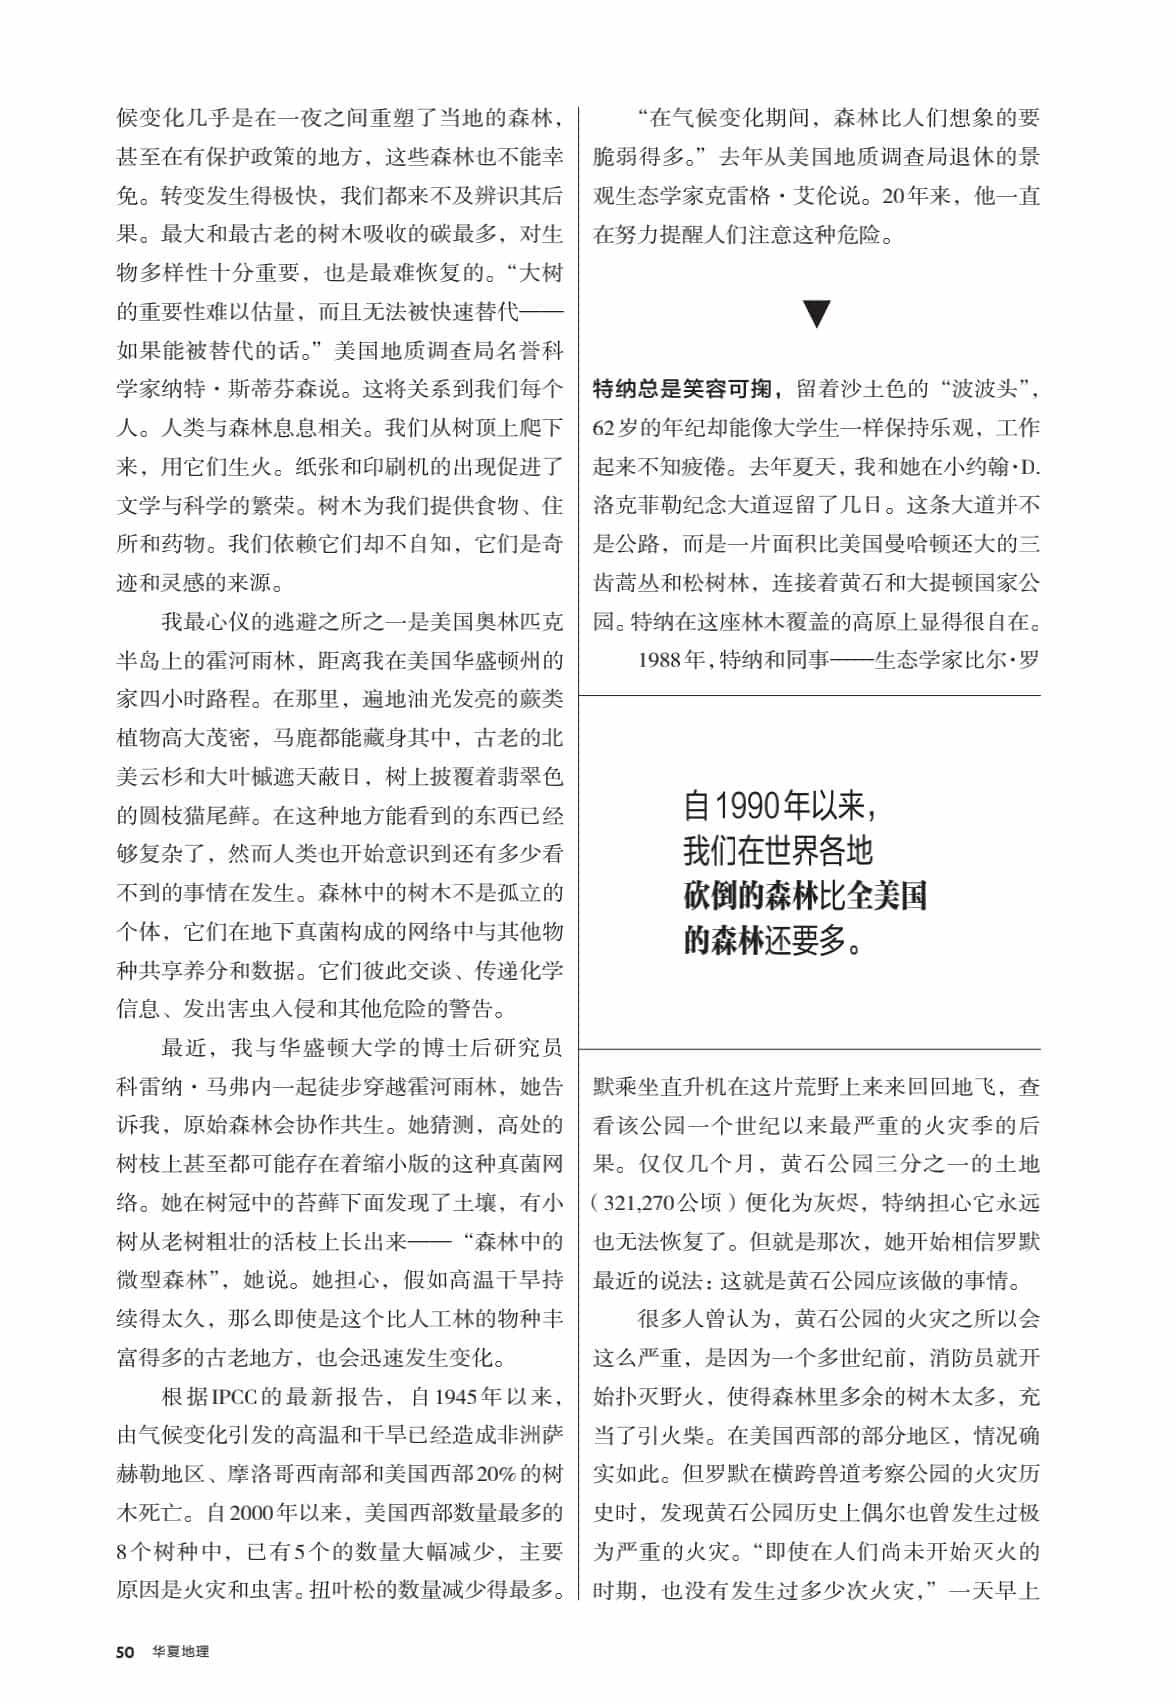 候变化几乎是在一夜之间重塑了当地的森林，
甚至在有保护政策的地方，这些森林也不能幸
免。转变发生得极快，我们都来不及辨识其后
果。最大和最古老的树木吸收的碳最多，对生
物多样性十分重要，也是最难恢复的。“大树
的重要性难以估量，而且无法被快速替代——
如果能被替代的话。”美国地质调查局名誉科
学家纳特·斯蒂芬森说。这将关系到我们每个
人。人类与森林息息相关。我们从树顶上爬下
来，用它们生火。纸张和印刷机的出现促进了
文学与科学的繁荣。树木为我们提供食物、住
所和药物。我们依赖它们却不自知，它们是奇
迹和灵感的来源。
我最心仪的逃避之所之一是美国奥林匹克
半岛上的霍河雨林，距离我在美国华盛顿州的
家四小时路程。在那里，遍地油光发亮的蕨类
植物高大茂密，马鹿都能藏身其中，古老的北
美云杉和大叶槭遮天蔽日，树上披覆着翡翠色
的圆枝猫尾藓。在这种地方能看到的东西已经
够复杂了，然而人类也开始意识到还有多少看
不到的事情在发生。森林中的树木不是孤立的
个体，它们在地下真菌构成的网络中与其他物
种共享养分和数据。它们彼此交谈、传递化学
信息、发出害虫入侵和其他危险的警告。
最近，我与华盛顿大学的博士后研究员
科雷纳·马弗内一起徒步穿越霍河雨林，她告
诉我，原始森林会协作共生。她猜测，高处的
树枝上甚至都可能存在着缩小版的这种真菌网
络。她在树冠中的苔藓下面发现了土壤，有小
树从老树粗壮的活枝上长出来——“森林中的
微型森林”，她说。她担心，假如高温干旱持
续得太久，那么即使是这个比人工林的物种丰
富得多的古老地方，也会迅速发生变化。
根据IPCC的最新报告，自1945年以来，
由气候变化引发的高温和干旱已经造成非洲萨
赫勒地区、摩洛哥西南部和美国西部20%的树
木死亡。自2000年以来，美国西部数量最多的
8个树种中，已有5个的数量大幅减少，主要
原因是火灾和虫害。扭叶松的数量减少得最多。
“在气候变化期间，森林比人们想象的要
脆弱得多。”去年从美国地质调查局退休的景
观生态学家克雷格·艾伦说。20年来，他一直
在努力提醒人们注意这种危险。
▼
特纳总是笑容可掬，留着沙土色的“波波头”，
62岁的年纪却能像大学生一样保持乐观，工作
起来不知疲倦。去年夏天，我和她在小约翰·D.
洛克菲勒纪念大道逗留了几日。这条大道并不
是公路，而是一片面积比美国曼哈顿还大的三
齿蒿丛和松树林，连接着黄石和大提顿国家公
园。特纳在这座林木覆盖的高原上显得很自在。
1988年，特纳和同事——生态学家比尔·罗
自1990年以来，
我们在世界各地
砍倒的森林比全美国
的森林还要多。
默乘坐直升机在这片荒野上来来回回地飞，查
看该公园一个世纪以来最严重的火灾季的后
果。仅仅几个月，黄石公园三分之一的土地
（321,270公顷）便化为灰烬，特纳担心它永远
也无法恢复了。但就是那次，她开始相信罗默
最近的说法：这就是黄石公园应该做的事情。
很多人曾认为，黄石公园的火灾之所以会
这么严重，是因为一个多世纪前，消防员就开
始扑灭野火，使得森林里多余的树木太多，充
当了引火柴。在美国西部的部分地区，情况确
实如此。但罗默在横跨兽道考察公园的火灾历
史时，发现黄石公园历史上偶尔也曾发生过极
为严重的火灾。“即使在人们尚未开始灭火的
时期，也没有发生过多少次火灾，”一天早上
50 华夏地理